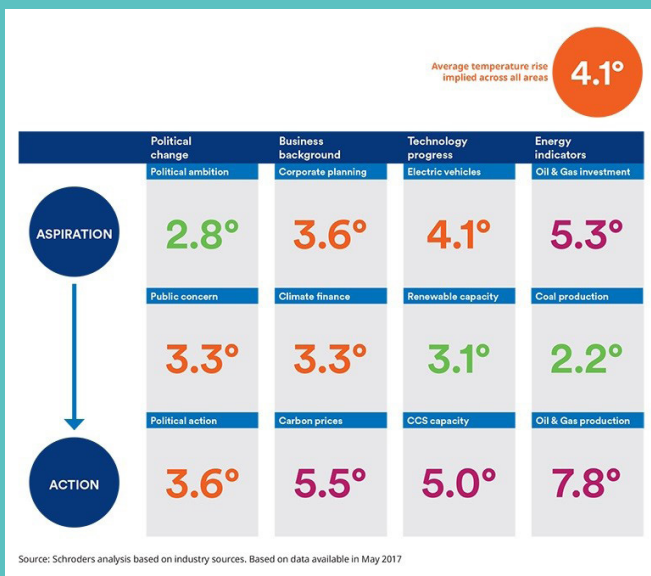 Average temperature rise
implied across all areas
4.1°
Political
change
Business
background
Technology
progress
Energy
indicators
ASPIRATION
Political ambition
Corporate planning
Electric vehicles
Oil & Gas investment
2.8°
3.6°
4.1°
5.3°
Public concern
Climate finance
Renewable capacity
Coal production
3.3°
3.3°
3.1°
2.2°
ACTION
Political action
Carbon prices
CCS capacity
Oil & Gas production
3.6°
5.5°
5.0°
7.8°
Source: Schroders analysis based on industry sources. Based on data available in May 2017